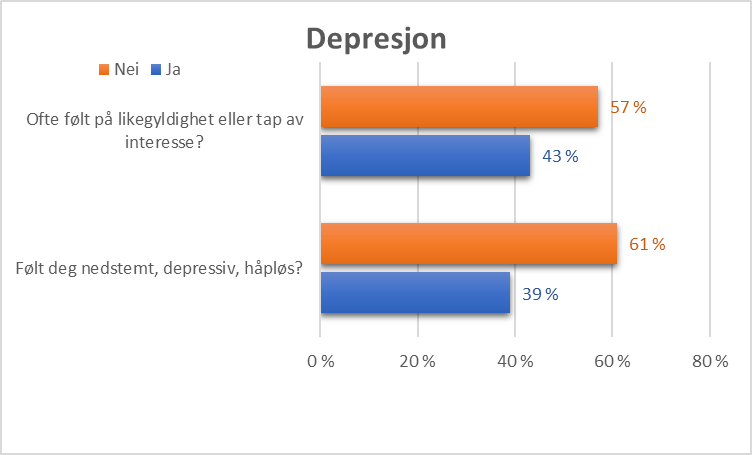 Depresjon
Nei Ja
Ofte følt på likegyldighet eller tap av
interesse?
57 %
43 %
Følt deg nedstemt, depressiv, håpløs?
61 %
39 %
0 % 20 % 40 % 60 % 80 %